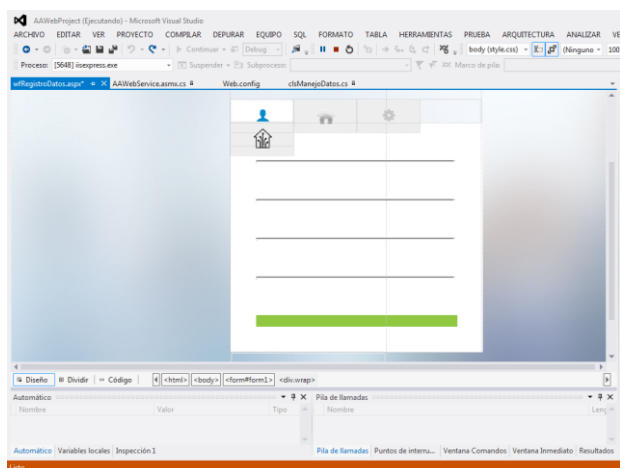 AAWebProject (Ejecutando) - Microsoft Visual Studio
ARCHIVO EDITAR VER PROYECTO COMPILAR DEPURAR EQUIPO SQL FORMATO TABLA HERRAMIENTAS PRUEBA ARQUITECTURA ANALIZAR VE
Continuar Debug body (style.css) (Ninguno 100
Proceso: [5648] iisexpress.exe Suspender Subproceso: Marco de pila:
wfRegistroDatos.aspx* AAWebService.asmx.cs Web.config clsManejoDatos.cs
Diseño Dividir Código <html> <body> <form#form1> <div.wrap>
Automático Pila de llamadas
Nombre Valor Tipo Nombre Leng
Automático Variables locales Inspección 1 Pila de llamadas Puntos de interru... Ventana Comandos Ventana Inmediato Resultados